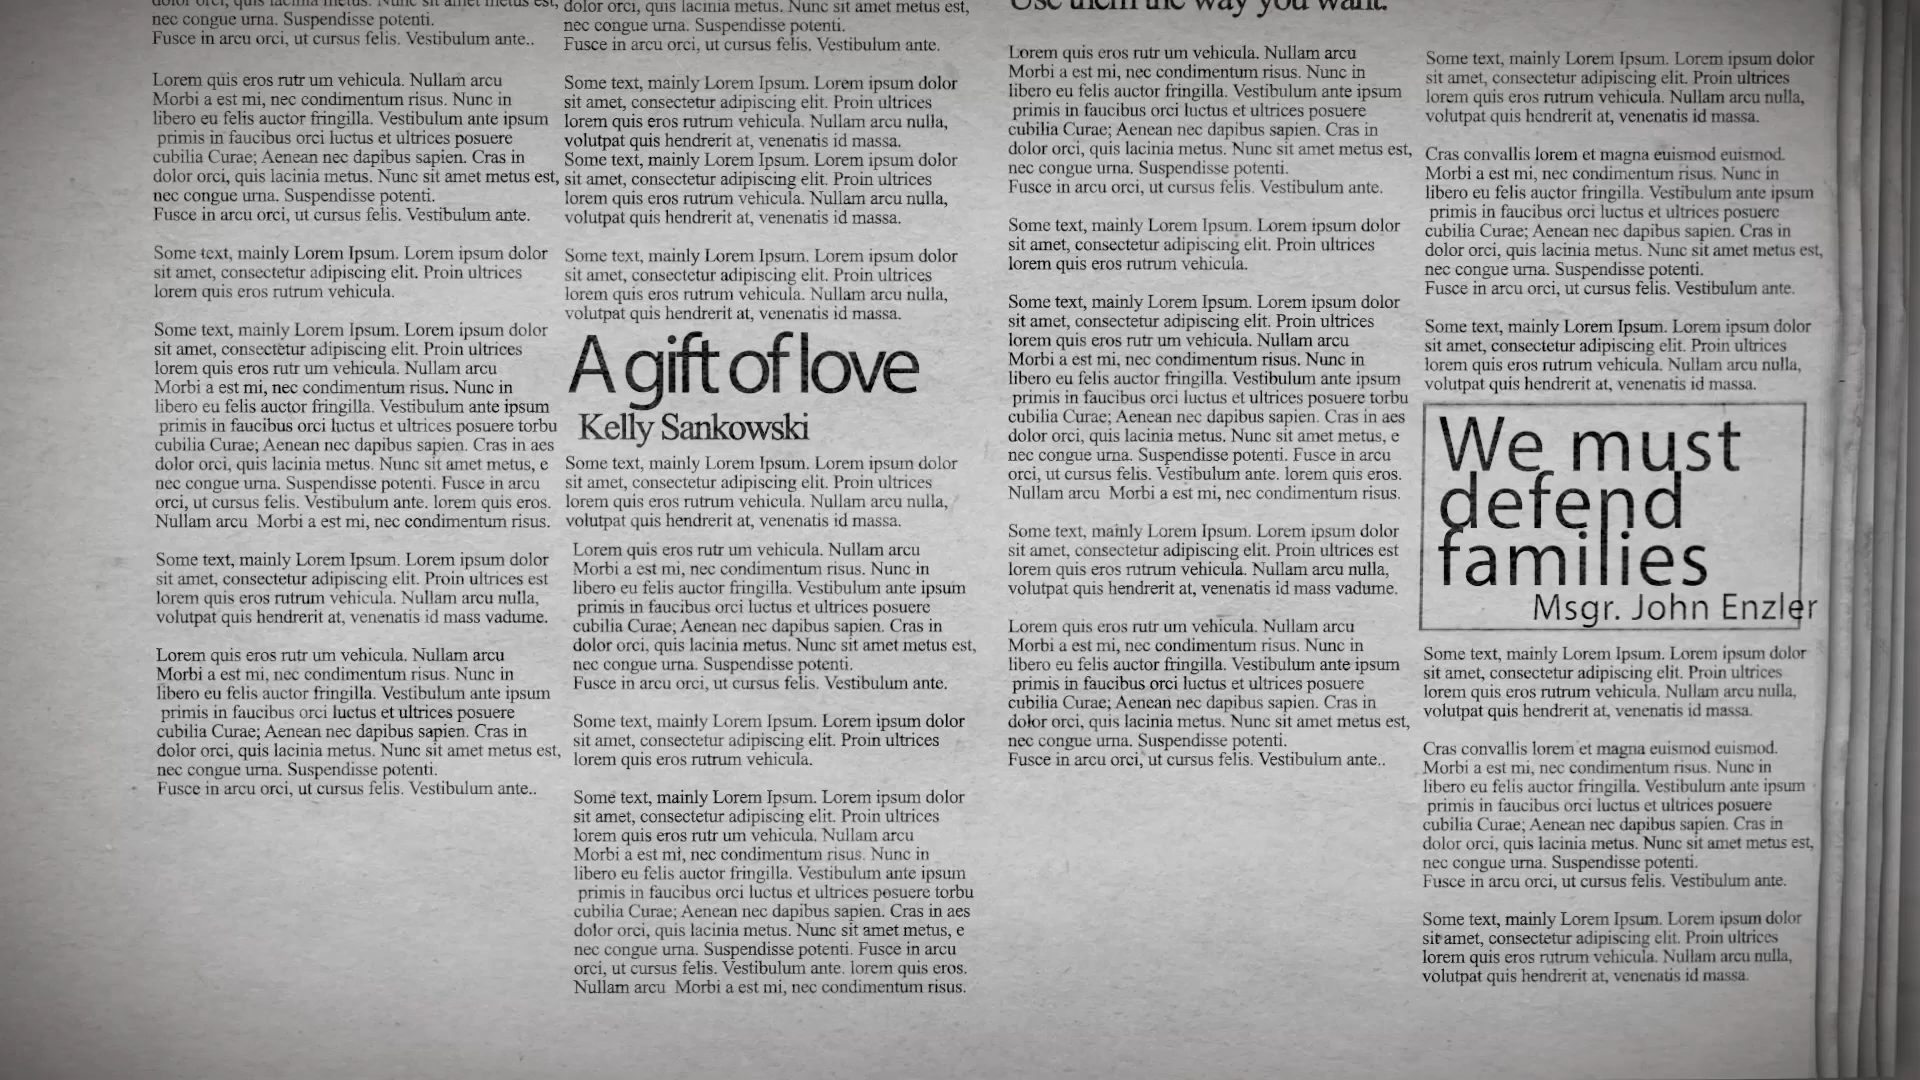 nec congue urna. Suspendisse potenti.
Fusce in arcu orci, ut cursus felis. Vestibulum ante..
Lorem quis eros rutr um vehicula. Nullam arcu
Morbi a est mi, nec condimentum risus. Nunc in
libero eu felis auctor fringilla. Vestibulum ante ipsum
primis in faucibus orci luctus et ultrices posuere
cubilia Curae; Aenean nec dapibus sapien. Cras in
dolor orci, quis lacinia metus. Nunc sit amet metus est,
nec congue urna. Suspendisse potenti.
Fusce in arcu orci, ut cursus felis. Vestibulum ante.
Some text, mainly Lorem Ipsum. Lorem ipsum dolor
sit amet, consectetur adipiscing elit. Proin ultrices
lorem quis eros rutrum vehicula.
Some text, mainly Lorem Ipsum. Lorem ipsum dolor
sit amet, consectetur adipiscing elit. Proin ultrices
lorem quis eros rutr um vehicula. Nullam arcu
Morbi a est mi, nec condimentum risus. Nunc in
libero eu felis auctor fringilla. Vestibulum ante ipsum
primis in faucibus orci luctus et ultrices posuere torbu
cubilia Curae; Aenean nec dapibus sapien. Cras in aes
dolor orci, quis lacinia metus. Nunc sit amet metus, e
nec congue urna. Suspendisse potenti. Fusce in arcu
orci, ut cursus felis. Vestibulum ante. lorem quis eros.
Nullam arcu Morbi a est mi, nec condimentum risus.
Some text, mainly Lorem Ipsum. Lorem ipsum dolor
sit amet, consectetur adipiscing elit. Proin ultrices est
lorem quis eros rutrum vehicula. Nullam arcu nulla,
volutpat quis hendrerit at, venenatis id mass vadume.
Lorem quis eros rutr um vehicula. Nullam arcu
Morbi a est mi, nec condimentum risus. Nunc in
libero eu felis auctor fringilla. Vestibulum ante ipsum
primis in faucibus orci luctus et ultrices posuere
cubilia Curae; Aenean nec dapibus sapien. Cras in
dolor orci, quis lacinia metus. Nunc sit amet metus est,
nec congue urna. Suspendisse potenti.
Fusce in arcu orci, ut cursus felis. Vestibulum ante..
dolor orci, quis lacinia metus. Nunc sit amet metus est,
nec congue urna. Suspendisse potenti.
Fusce in arcu orci, ut cursus felis. Vestibulum ante.
Some text, mainly Lorem Ipsum. Lorem ipsum dolor
sit amet, consectetur adipiscing elit. Proin ultrices
lorem quis eros rutrum vehicula. Nullam arcu nulla,
volutpat quis hendrerit at, venenatis id massa.
Some text, mainly Lorem Ipsum. Lorem ipsum dolor
sit amet, consectetur adipiscing elit. Proin ultrices
lorem quis eros rutrum vehicula. Nullam arcu nulla,
volutpat quis hendrerit at, venenatis id massa.
Some text, mainly Lorem Ipsum. Lorem ipsum dolor
sit amet, consectetur adipiscing elit. Proin ultrices
lorem quis eros rutrum vehicula. Nullam arcu nulla,
volutpat quis hendrerit at, venenatis id massa.
A gift of love
Kelly Sankowski
Some text, mainly Lorem Ipsum. Lorem ipsum dolor
sit amet, consectetur adipiscing elit. Proin ultrices
lorem quis eros rutrum vehicula. Nullam arcu nulla,
volutpat quis hendrerit at, venenatis id massa.
Lorem quis eros rutr um vehicula. Nullam arcu
Morbi a est mi, nec condimentum risus. Nunc in
libero eu felis auctor fringilla. Vestibulum ante ipsum
primis in faucibus orci luctus et ultrices posuere
cubilia Curae; Aenean nec dapibus sapien. Cras in
dolor orci, quis lacinia metus. Nunc sit amet metus est,
nec congue urna. Suspendisse potenti.
Fusce in arcu orci, ut cursus felis. Vestibulum ante.
Some text, mainly Lorem Ipsum. Lorem ipsum dolor
sit amet, consectetur adipiscing elit. Proin ultrices
lorem quis eros rutrum vehicula.
Some text, mainly Lorem Ipsum. Lorem ipsum dolor
sit amet, consectetur adipiscing elit. Proin ultrices
lorem quis eros rutr um vehicula. Nullam arcu
Morbi a est mi, nec condimentum risus. Nunc in
libero eu felis auctor fringilla. Vestibulum ante ipsum
primis in faucibus orci luctus et ultrices posuere torbu
cubilia Curae; Aenean nec dapibus sapien. Cras in aes
dolor orci, quis lacinia metus. Nunc sit amet metus, e
nec congue urna. Suspendisse potenti. Fusce in arcu
orci, ut cursus felis. Vestibulum ante. lorem quis eros.
Nullam arcu Morbi a est mi, nec condimentum risus.
Use them the way you want.
Lorem quis eros rutr um vehicula. Nullam arcu
Morbi a est mi, nec condimentum risus. Nunc in
libero eu felis auctor fringilla. Vestibulum ante ipsum
primis in faucibus orci luctus et ultrices posuere
cubilia Curae; Aenean nec dapibus sapien. Cras in
dolor orci, quis lacinia metus. Nunc sit amet metus est,
nec congue urna. Suspendisse potenti.
Fusce in arcu orci, ut cursus felis. Vestibulum ante.
Some text, mainly Lorem Ipsum. Lorem ipsum dolor
sit amet, consectetur adipiscing elit. Proin ultrices
lorem quis eros rutrum vehicula.
Some text, mainly Lorem Ipsum. Lorem ipsum dolor
sit amet, consectetur adipiscing elit. Proin ultrices
lorem quis eros rutr um vehicula. Nullam arcu
Morbi a est mi, nec condimentum risus. Nunc in
libero eu felis auctor fringilla. Vestibulum ante ipsum
primis in faucibus orci luctus et ultrices posuere torbu
cubilia Curae; Aenean nec dapibus sapien. Cras in aes
dolor orci, quis lacinia metus. Nunc sit amet metus, e
nec congue urna. Suspendisse potenti. Fusce in arcu
orci, ut cursus felis. Vestibulum ante. lorem quis eros.
Nullam arcu Morbi a est mi, nec condimentum risus.
Some text, mainly Lorem Ipsum. Lorem ipsum dolor
sit amet, consectetur adipiscing elit. Proin ultrices est
lorem quis eros rutrum vehicula. Nullam arcu nulla,
volutpat quis hendrerit at, venenatis id mass vadume.
Lorem quis eros rutr um vehicula. Nullam arcu
Morbi a est mi, nec condimentum risus. Nunc in
libero eu felis auctor fringilla. Vestibulum ante ipsum
primis in faucibus orci luctus et ultrices posuere
cubilia Curae; Aenean nec dapibus sapien. Cras in
dolor orci, quis lacinia metus. Nunc sit amet metus est,
nec congue urna. Suspendisse potenti.
Fusce in arcu orci, ut cursus felis. Vestibulum ante..
Some text, mainly Lorem Ipsum. Lorem ipsum dolor
sit amet, consectetur adipiscing elit. Proin ultrices
lorem quis eros rutrum vehicula. Nullam arcu nulla,
volutpat quis hendrerit at, venenatis id massa.
Cras convallis lorem et magna euismod euismod.
Morbi a est mi, nec condimentum risus. Nunc in
libero eu felis auctor fringilla. Vestibulum ante ipsum
primis in faucibus orci luctus et ultrices posuere
cubilia Curae; Aenean nec dapibus sapien. Cras in
dolor orci, quis lacinia metus. Nunc sit amet metus est,
nec congue urna. Suspendisse potenti.
Fusce in arcu orci, ut cursus felis. Vestibulum ante.
Some text, mainly Lorem Ipsum. Lorem ipsum dolor
sit amet, consectetur adipiscing elit. Proin ultrices
lorem quis eros rutrum vehicula. Nullam arcu nulla,
volutpat quis hendrerit at, venenatis id massa.
We must
defend
families
Msgr. John Enzler
Some text, mainly Lorem Ipsum. Lorem ipsum dolor
sit amet, consectetur adipiscing elit. Proin ultrices
lorem quis eros rutrum vehicula. Nullam arcu nulla,
volutpat quis hendrerit at, venenatis id massa.
Cras convallis lorem et magna euismod euismod.
Morbi a est mi, nec condimentum risus. Nunc in
libero eu felis auctor fringilla. Vestibulum ante ipsum
primis in faucibus orci luctus et ultrices posuere
cubilia Curae; Aenean nec dapibus sapien. Cras in
dolor orci, quis lacinia metus. Nunc sit amet metus est,
nec congue urna. Suspendisse potenti.
Fusce in arcu orci, ut cursus felis. Vestibulum ante.
Some text, mainly Lorem Ipsum. Lorem ipsum dolor
sit amet, consectetur adipiscing elit. Proin ultrices
lorem quis eros rutrum vehicula. Nullam arcu nulla,
volutpat quis hendrerit at, venenatis id massa.